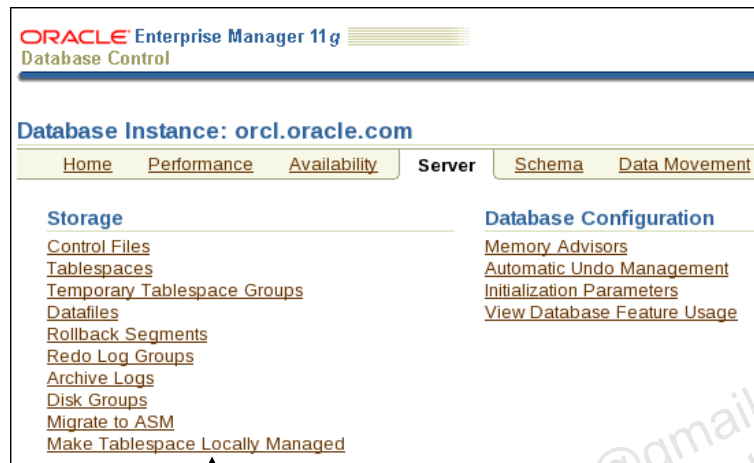 ORACLE Enterprise Manager 11g
Database Control
Database Instance: orcl.oracle.com
Home Performance Availability Server Schema Data Movement
Storage
Control Files
Tablespaces
Temporary Tablespace Groups
Datafiles
Rollback Segments
Redo Log Groups
Archive Logs
Disk Groups
Migrate to ASM
Make Tablespace Locally Managed
Database Configuration
Memory Advisors
Automatic Undo Management
Initialization Parameters
View Database Feature Usage
@gmail